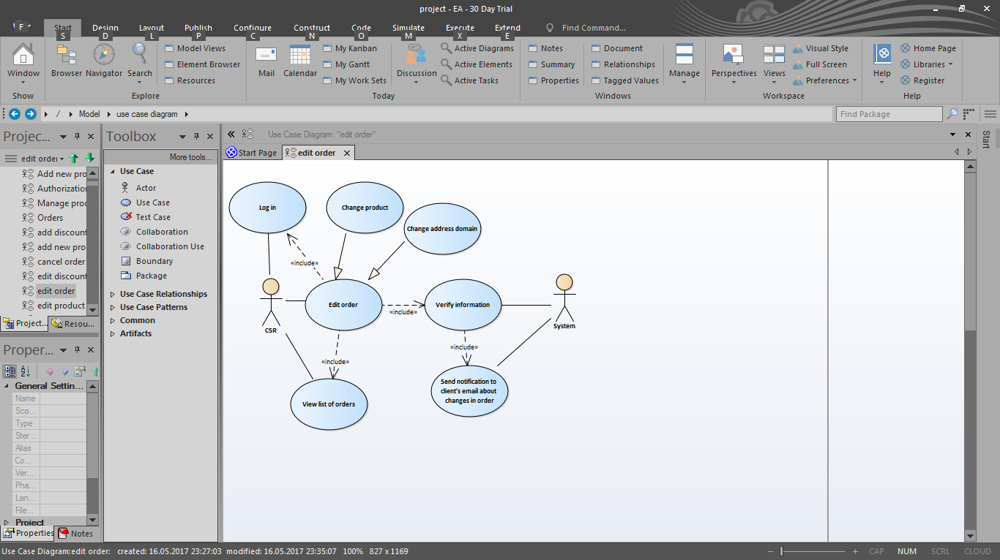 project - EA - 30 Day Trial
F
Start Design Layout Publish Configure Construct Code Simulate Execute Extend Find Command...
S D L P C N O M X E
Window
Show
Browser Navigator Search
Model Views
Element Browser
Resources
Explore
Mail Calendar
My Kanban
My Gantt
My Work Sets
Discussion
Active Diagrams
Active Elements
Active Tasks
Today
Notes
Summary
Properties
Document
Relationships
Tagged Values
Windows
Manage
Perspectives Views
Visual Style
Full Screen
Preferences
Workspace
Help
Home Page
Libraries
Register
Help
/ Model use case diagram
Find Package
Projec...
edit order
Add new pro
Authorization
Manage prod
Orders
add discount
add new pro
cancel order
edit discount
edit order
edit product
Project... Resou...
Proper...
General Settin...
Name
Sco...
Type
Ster...
Alias
Co...
Ver...
Pha...
Lan...
File...
Project
Properties Notes
Toolbox
More tools...
Use Case
Actor
Use Case
Test Case
Collaboration
Collaboration Use
Boundary
Package
Use Case Relationships
Use Case Patterns
Common
Artifacts
Use Case Diagram: "edit order"
Start Page edit order
Start
Log in
Change product
Change address domain
«include»
Edit order
«include»
Verify information
CSR
System
«include»
«include»
View list of orders
Send notification to
client's email about
changes in order
Use Case Diagram:edit order: created: 16.05.2017 23:27:03 modified: 16.05.2017 23:35:07 100% 827 x 1169
CAP NUM SCRL CLOUD